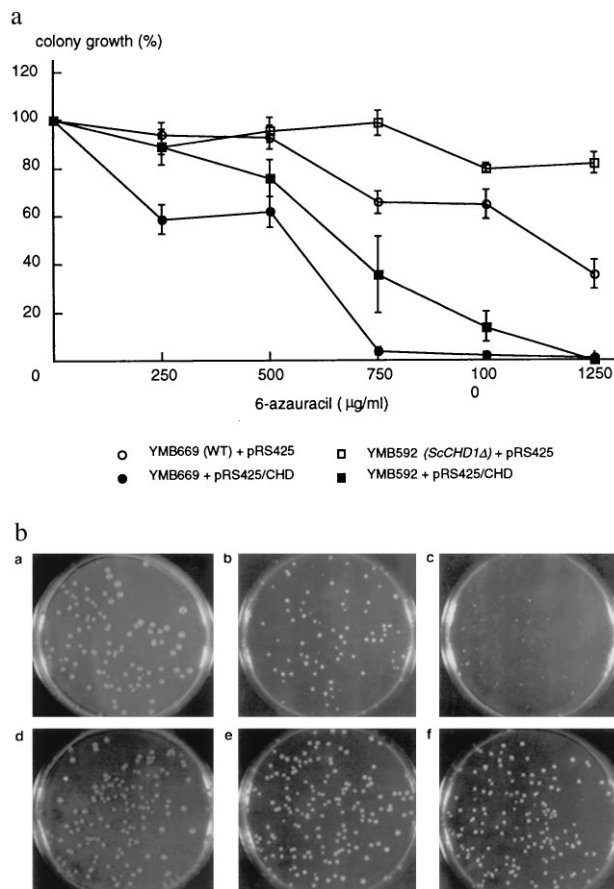 a
colony growth (%)
120
100
80
60
40
20
0
250
500
750
100
0
1250
6-azauracil ( µg/ml)
YMB669 (WT) + pRS425
YMB592 (ScCHD1Δ) + pRS425
YMB669 + pRS425/CHD
YMB592 + pRS425/CHD
b
a
b
c
d
e
f